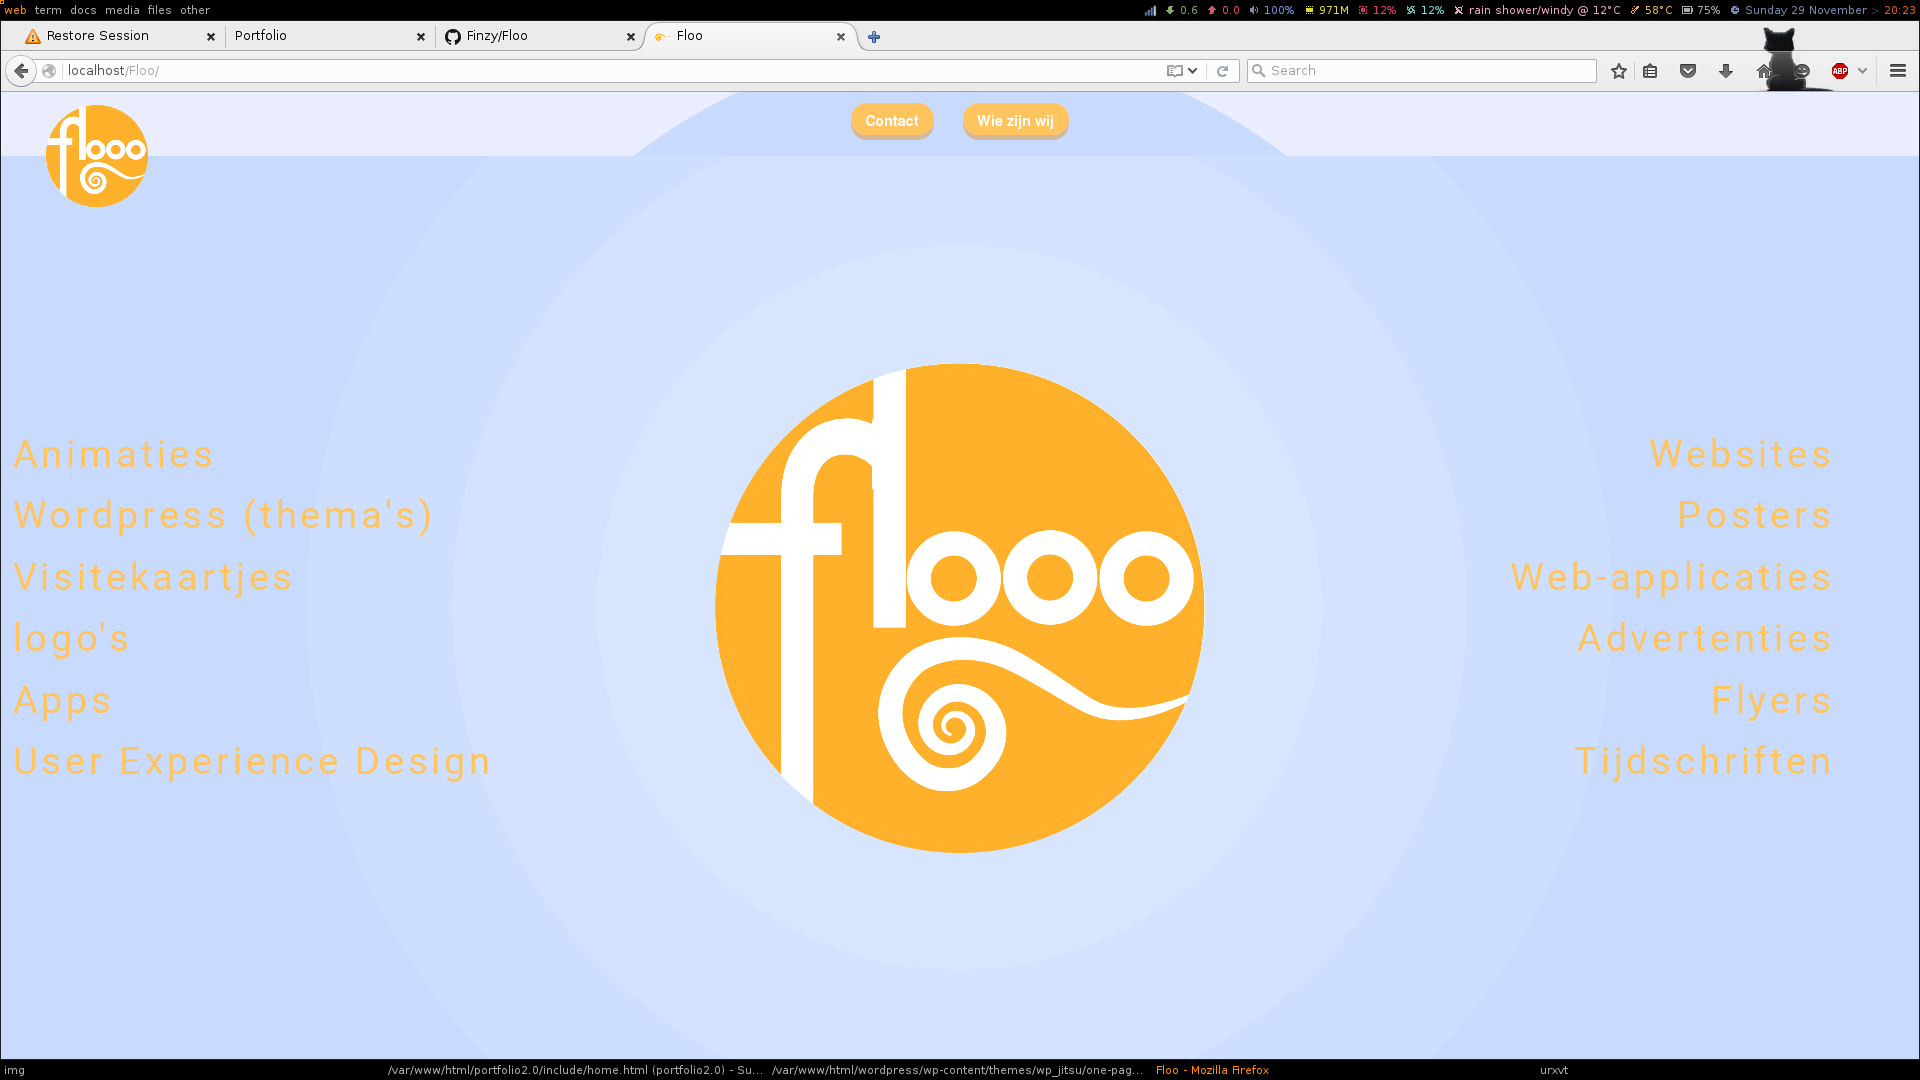 web term docs media files other 0.6 0.0 100% 971M 12% 12% rain shower/windy @ 12°C 58°C 75% Sunday 29 November > 20:23
Restore Session Portfolio Finzy/Floo Floo
localhost/Floo/ Search ABP
flooo Contact Wie zijn wij
flooo
Animaties
Wordpress (thema's)
Visitekaartjes
logo's
Apps
User Experience Design
Websites
Posters
Web-applicaties
Advertenties
Flyers
Tijdschriften
img /var/www/html/portfolio2.0/include/home.html (portfolio2.0) - Su... /var/www/html/wordpress/wp-content/themes/wp_jitsu/one-pag... Floo - Mozilla Firefox urxvt